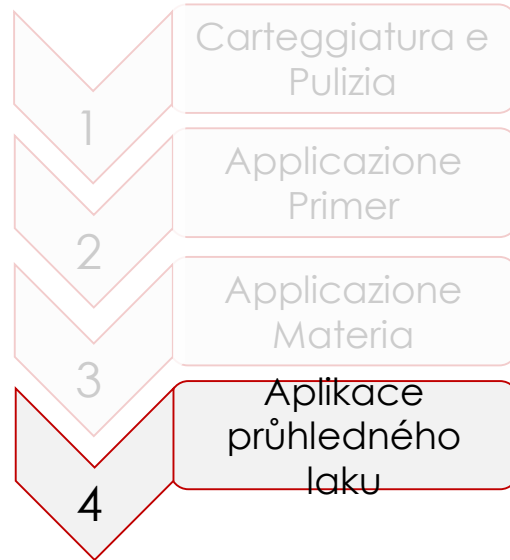 1
Carteggiatura e
Pulizia
2
Applicazione
Primer
3
Applicazione
Materia
4
Aplikace
průhledného
laku